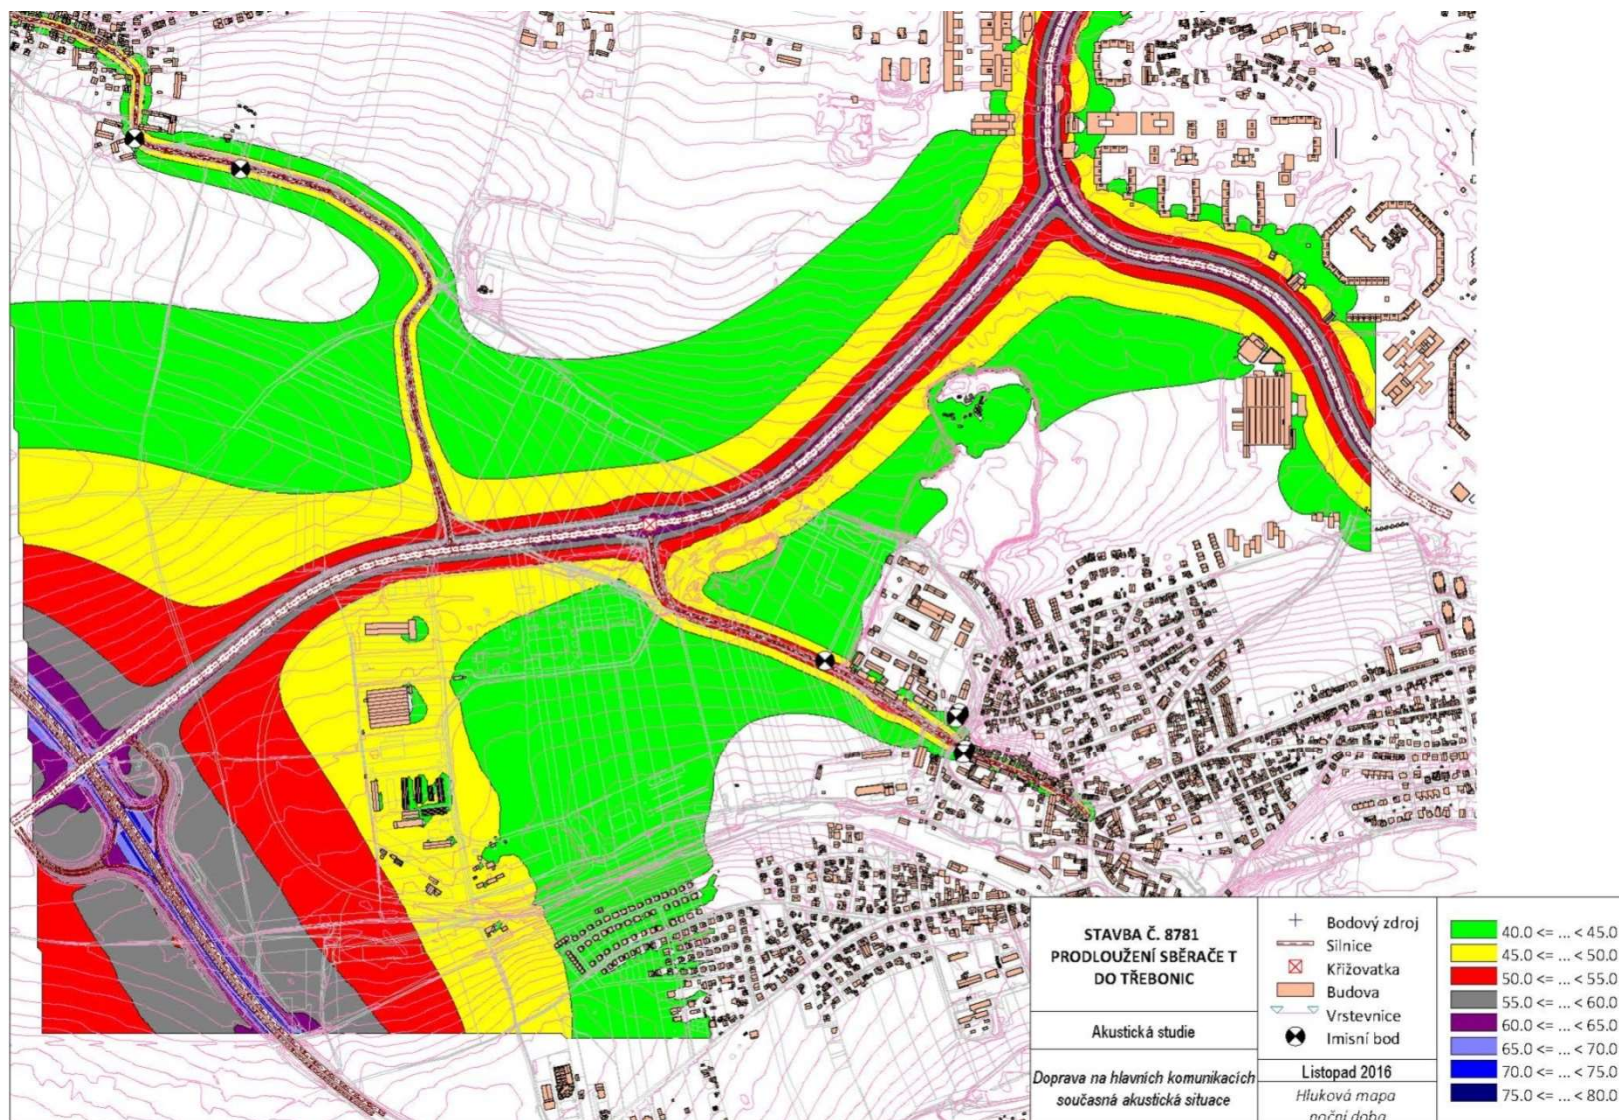 STAVBA Č. 8781
PRODLOUŽENÍ SBĚRAČE T
DO TŘEBONIC
Akustická studie
Doprava na hlavních komunikacích
současná akustická situace
Bodový zdroj
Silnice
Křižovatka
Budova
Vrstevnice
Imisní bod
Listopad 2016
Hluková mapa
noční doba
40.0 <= ... < 45.0
45.0 <= ... < 50.0
50.0 <= ... < 55.0
55.0 <= ... < 60.0
60.0 <= ... < 65.0
65.0 <= ... < 70.0
70.0 <= ... < 75.0
75.0 <= ... < 80.0